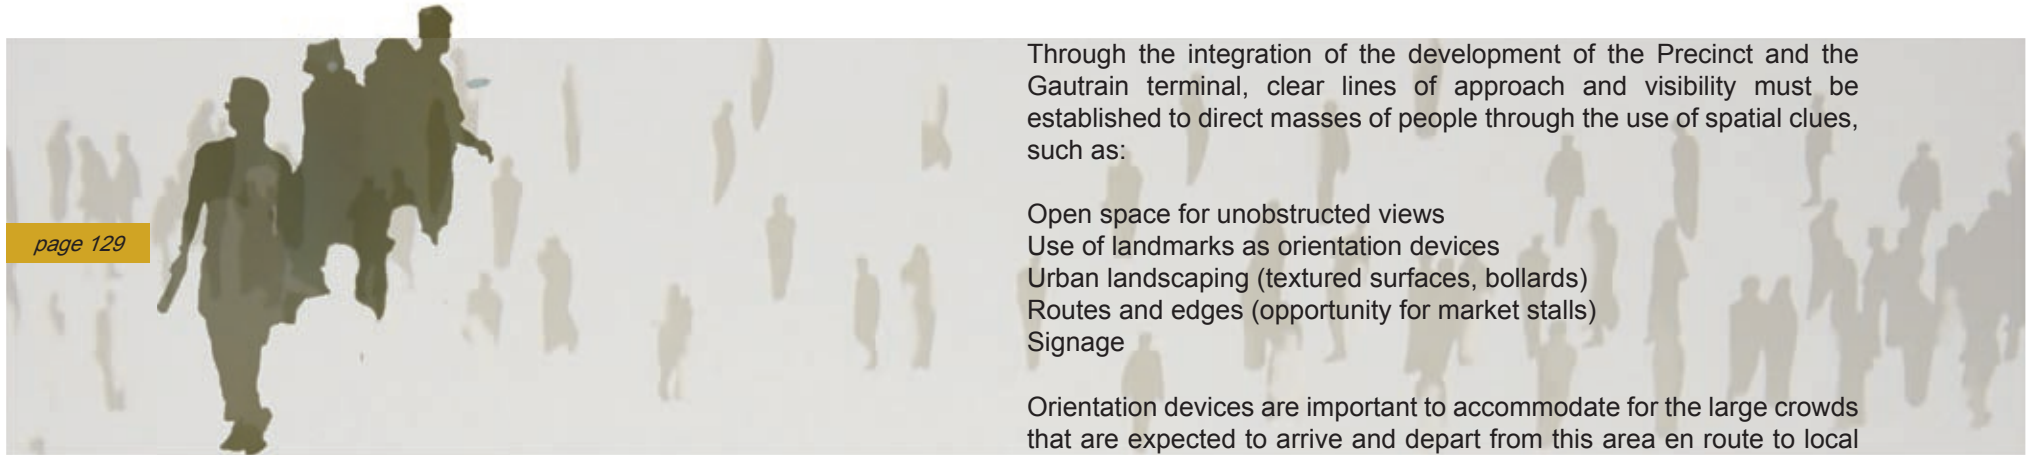 Through the integration of the development of the Precinct and the
Gautrain terminal, clear lines of approach and visibility must be
established to direct masses of people through the use of spatial clues,
such as:
Open space for unobstructed views
Use of landmarks as orientation devices
Urban landscaping (textured surfaces, bollards)
Routes and edges (opportunity for market stalls)
Signage
Orientation devices are important to accommodate for the large crowds
that are expected to arrive and depart from this area en route to local
page 129